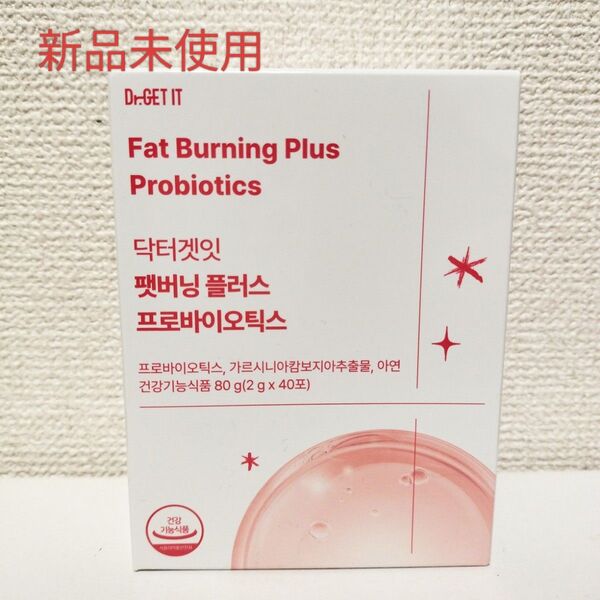 新品未使用
Dr.GET IT
Fat Burning Plus
Probiotics
닥터겟잇
팻버닝 플러스
프로바이오틱스
프로바이오틱스, 가르시니아캄보지아추출물, 아연
건강기능식품 80 g(2 g x 40포)
건강
기능식품